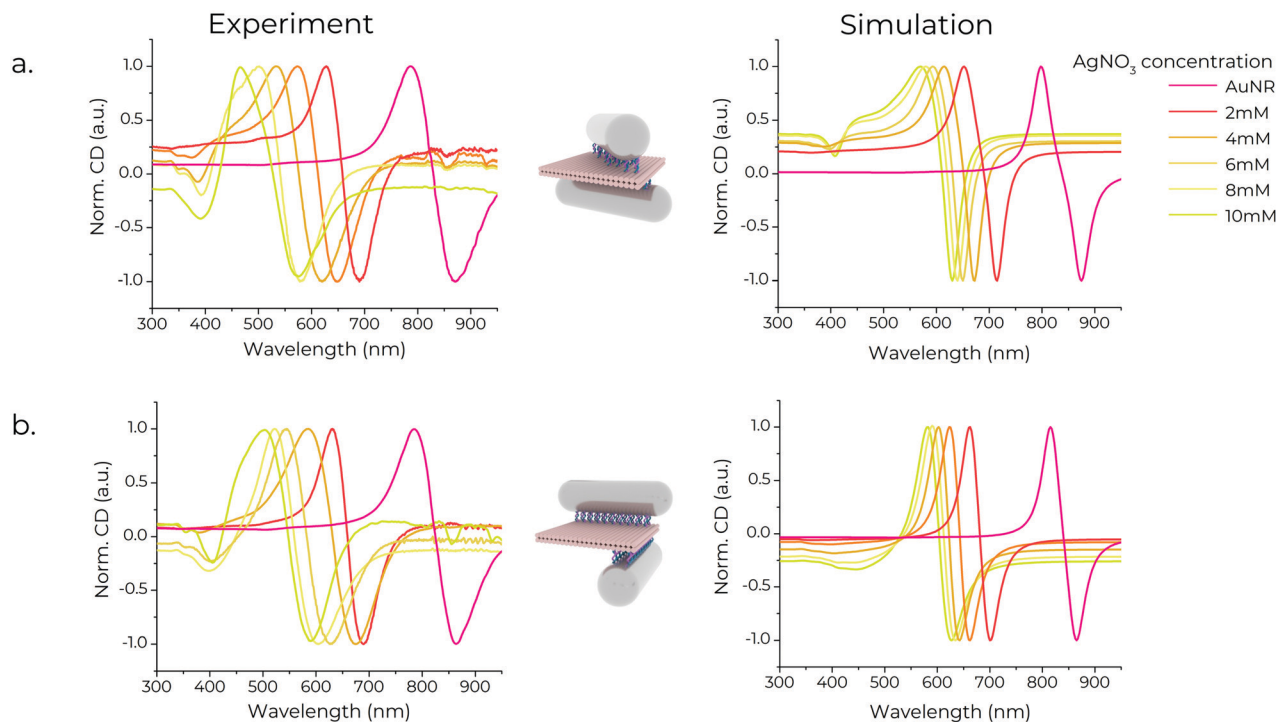 Experiment
Simulation
a.
Norm. CD (a.u.)
1.0
0.5
0.0
-0.5
-1.0
300 400 500 600 700 800 900
Wavelength (nm)
Norm. CD (a.u.)
1.0
0.5
0.0
-0.5
-1.0
300 400 500 600 700 800 900
Wavelength (nm)
AgNO₃ concentration
AuNR
2mM
4mM
6mM
8mM
10mM
b.
Norm. CD (a.u.)
1.0
0.5
0.0
-0.5
-1.0
300 400 500 600 700 800 900
Wavelength (nm)
Norm. CD (a.u.)
1.0
0.5
0.0
-0.5
-1.0
300 400 500 600 700 800 900
Wavelength (nm)